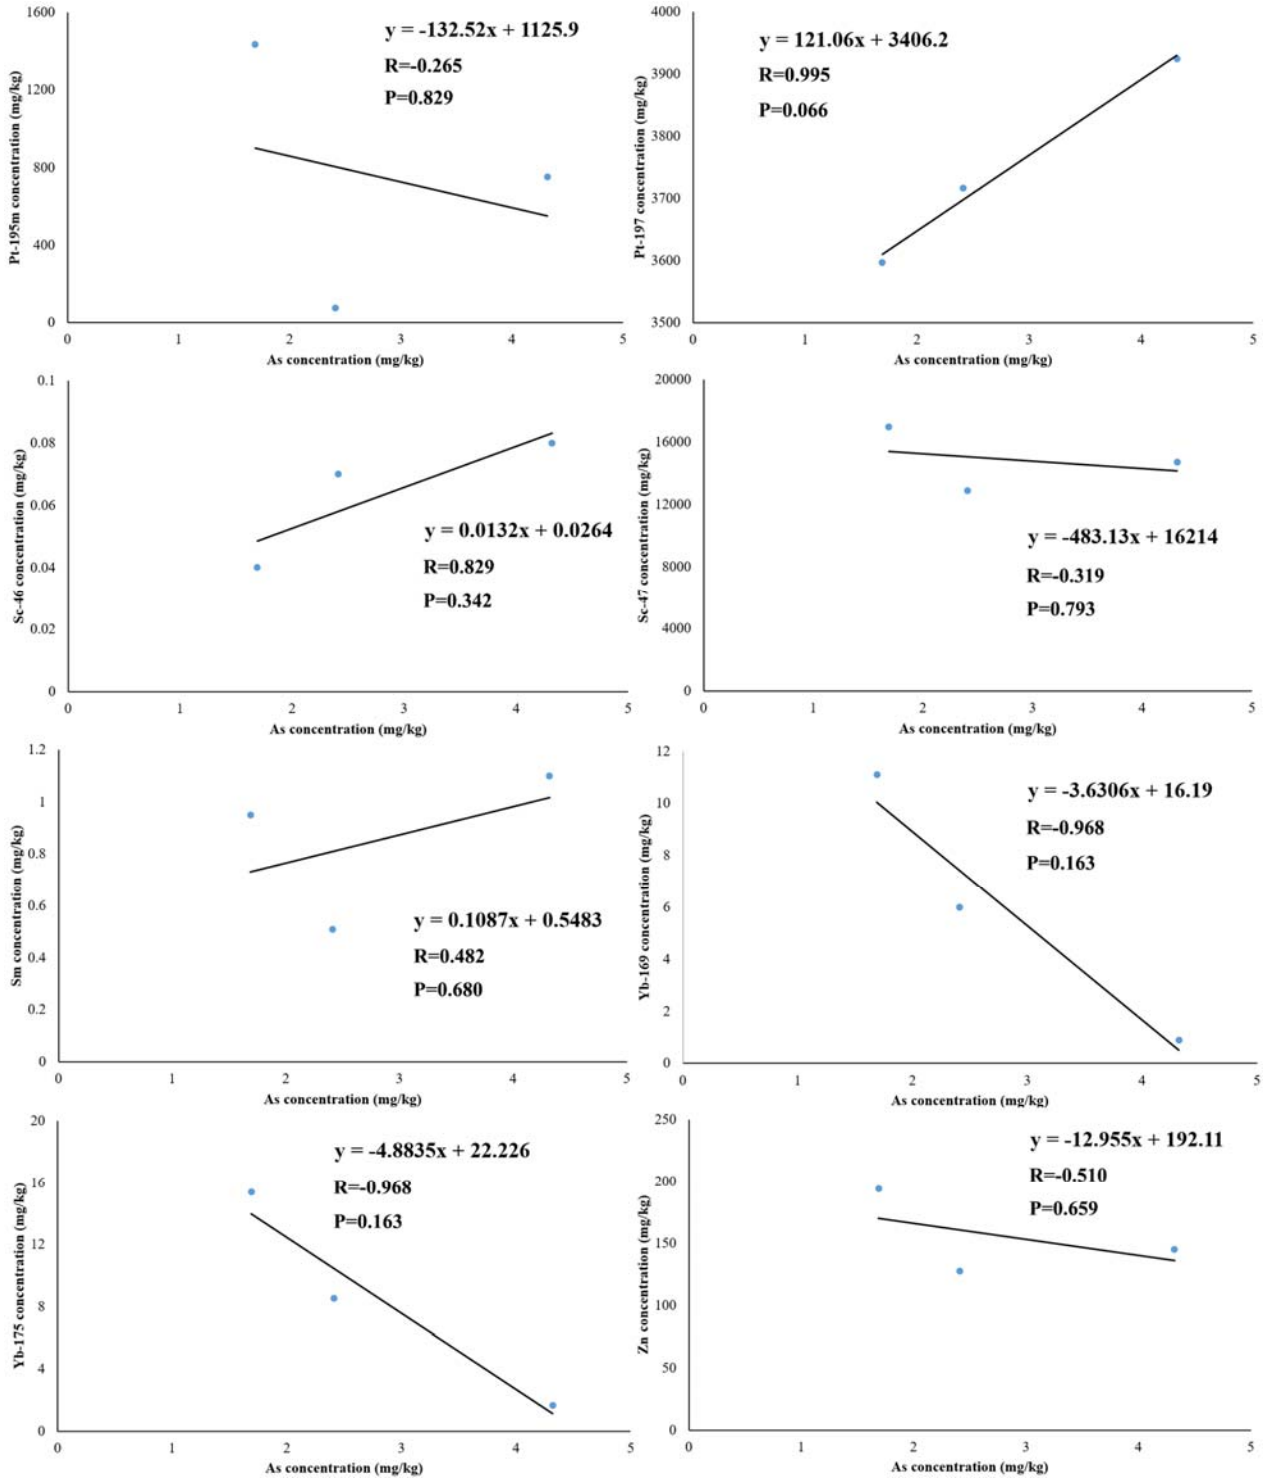 1600
1200
800
400
0
0 1 2 3 4 5
Pt-195m concentration (mg/kg)
As concentration (mg/kg)
y = -132.52x + 1125.9
R=-0.265
P=0.829
4000
3900
3800
3700
3600
3500
0 1 2 3 4 5
Pt-197 concentration (mg/kg)
As concentration (mg/kg)
y = 121.06x + 3406.2
R=0.995
P=0.066
0.1
0.08
0.06
0.04
0.02
0
0 1 2 3 4 5
Sc-46 concentration (mg/kg)
As concentration (mg/kg)
y = 0.0132x + 0.0264
R=0.829
P=0.342
20000
16000
12000
8000
4000
0
0 1 2 3 4 5
Sc-47 concentration (mg/kg)
As concentration (mg/kg)
y = -483.13x + 16214
R=-0.319
P=0.793
1.2
1
0.8
0.6
0.4
0.2
0
0 1 2 3 4 5
Sm concentration (mg/kg)
As concentration (mg/kg)
y = 0.1087x + 0.5483
R=0.482
P=0.680
12
10
8
6
4
2
0
0 1 2 3 4 5
Yb-169 concentration (mg/kg)
As concentration (mg/kg)
y = -3.6306x + 16.19
R=-0.968
P=0.163
20
16
12
8
4
0
0 1 2 3 4 5
Yb-175 concentration (mg/kg)
As concentration (mg/kg)
y = -4.8835x + 22.226
R=-0.968
P=0.163
250
200
150
100
50
0
0 1 2 3 4 5
Zn concentration (mg/kg)
As concentration (mg/kg)
y = -12.955x + 192.11
R=-0.510
P=0.659